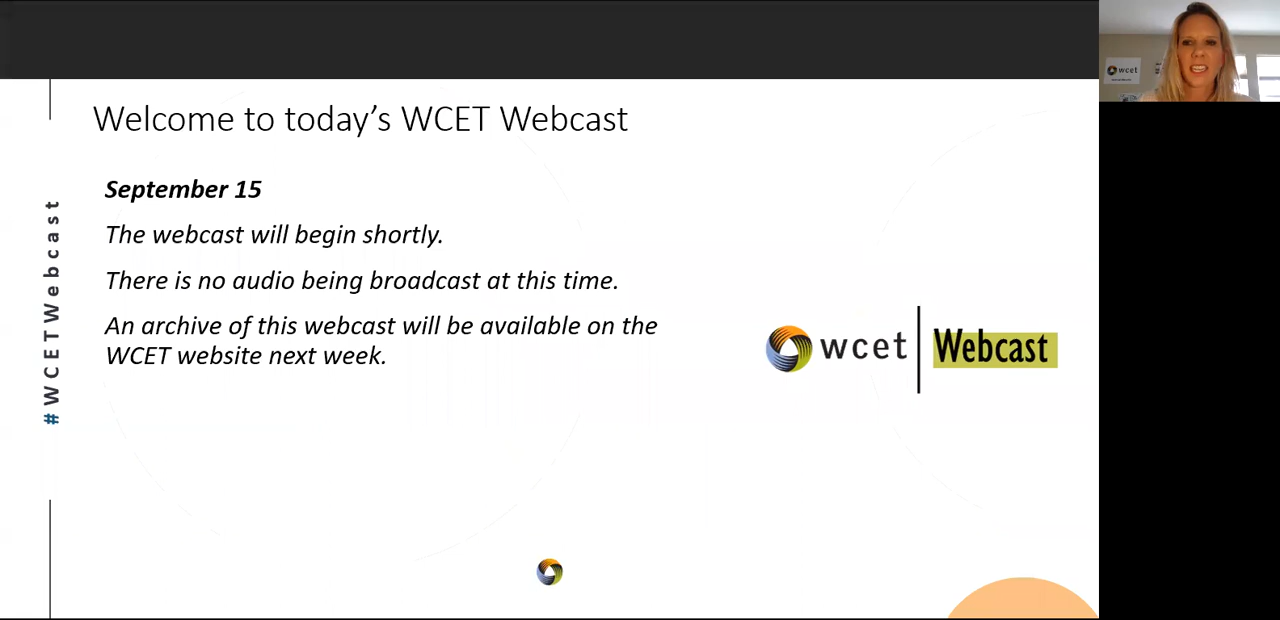 Welcome to today's WCET Webcast
September 15
The webcast will begin shortly.
There is no audio being broadcast at this time.
An archive of this webcast will be available on the
WCET website next week.
#WCETWebcast
wcet
Webcast
wcet